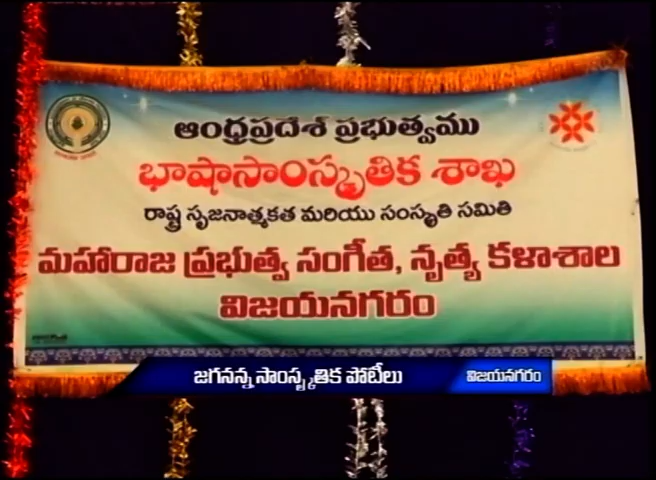 ఆంధ్రప్రదేశ్ ప్రభుత్వము
భాషాసాంస్కృతిక శాఖ
రాష్ట్ర సృజనాత్మకత మరియు సంస్కృతి సమితి
మహారాజ ప్రభుత్వ సంగీత, నృత్య కళాశాల
విజయనగరం
జగనన్న సాంస్కృతిక పోటీలు
విజయనగరం